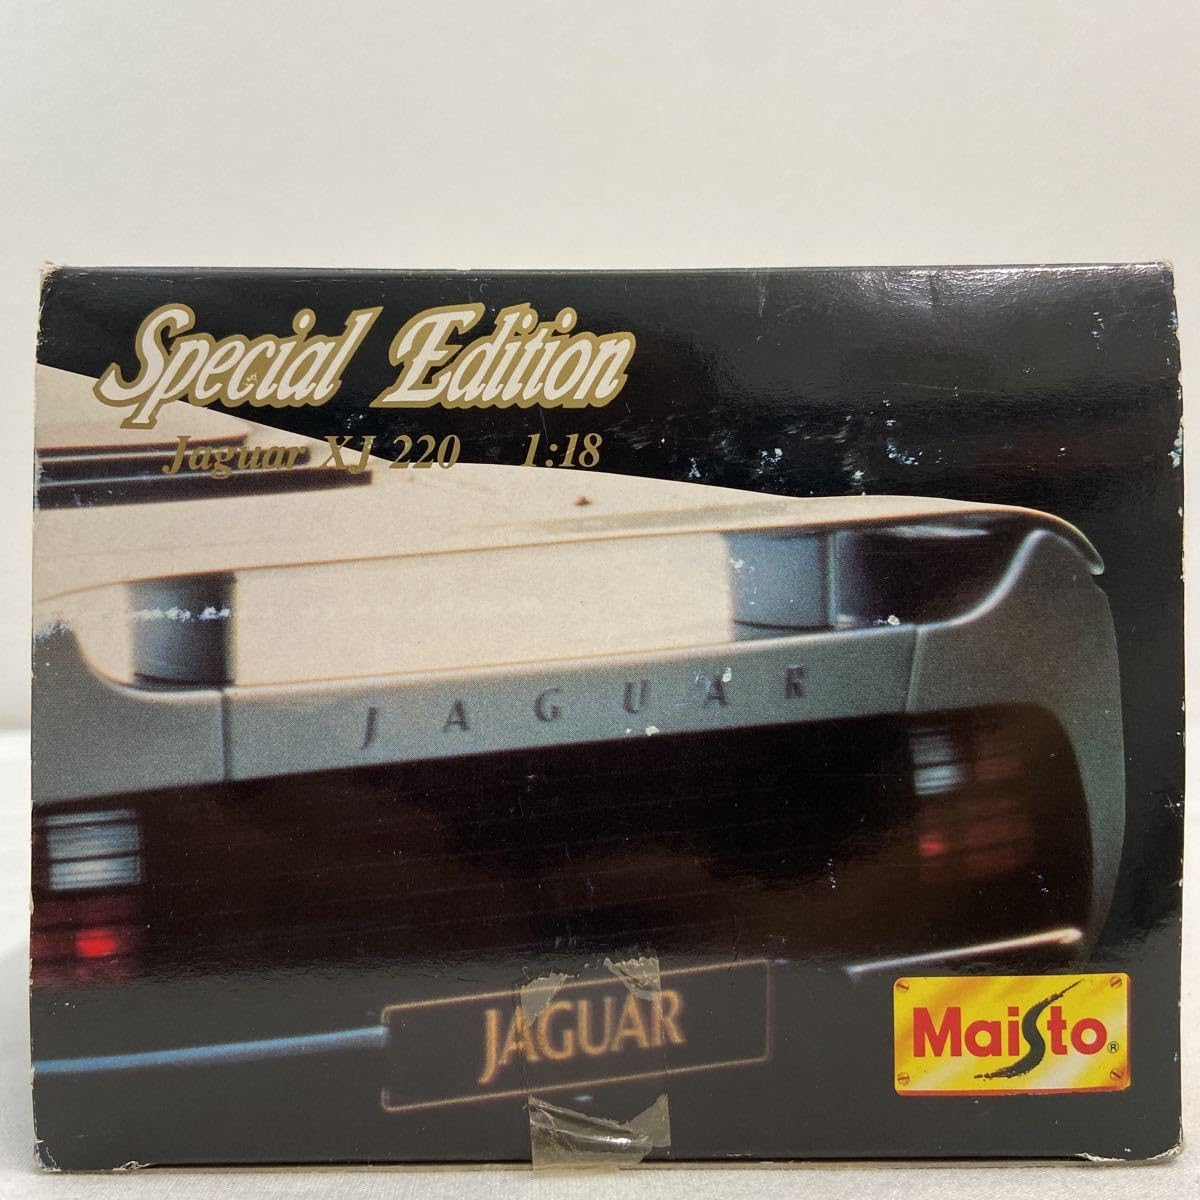 Special Edition
Jaguar XJ 220 1:18
JAGUAR
JAGUAR
Maisto®